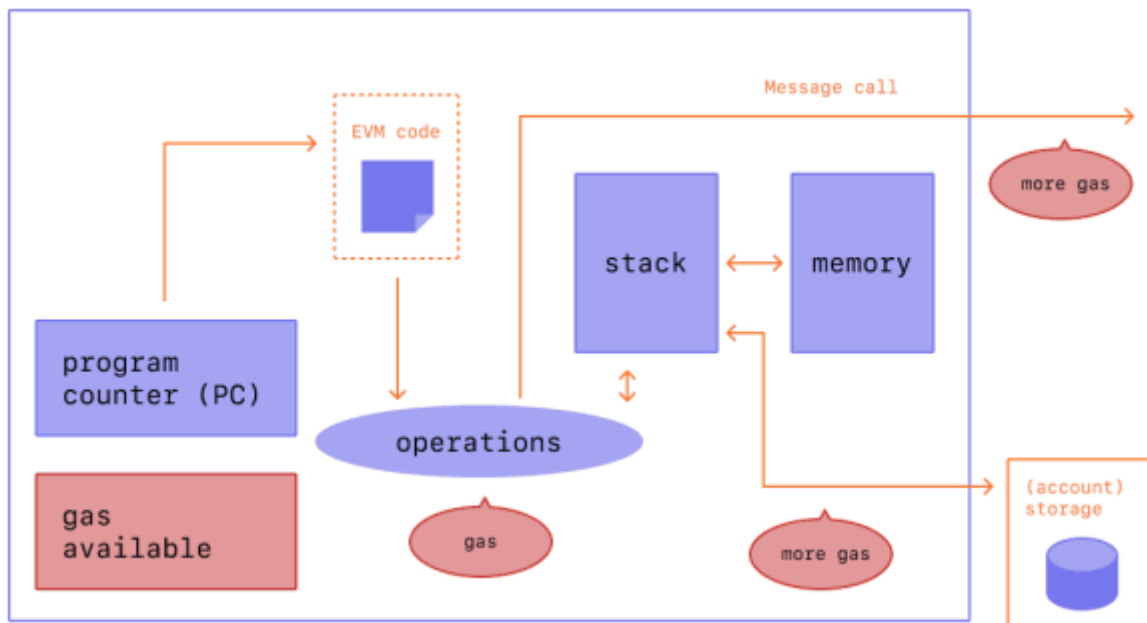 Message call
EVM code
more gas
stack
memory
program
counter (PC)
operations
(account)
storage
gas
available
gas
more gas